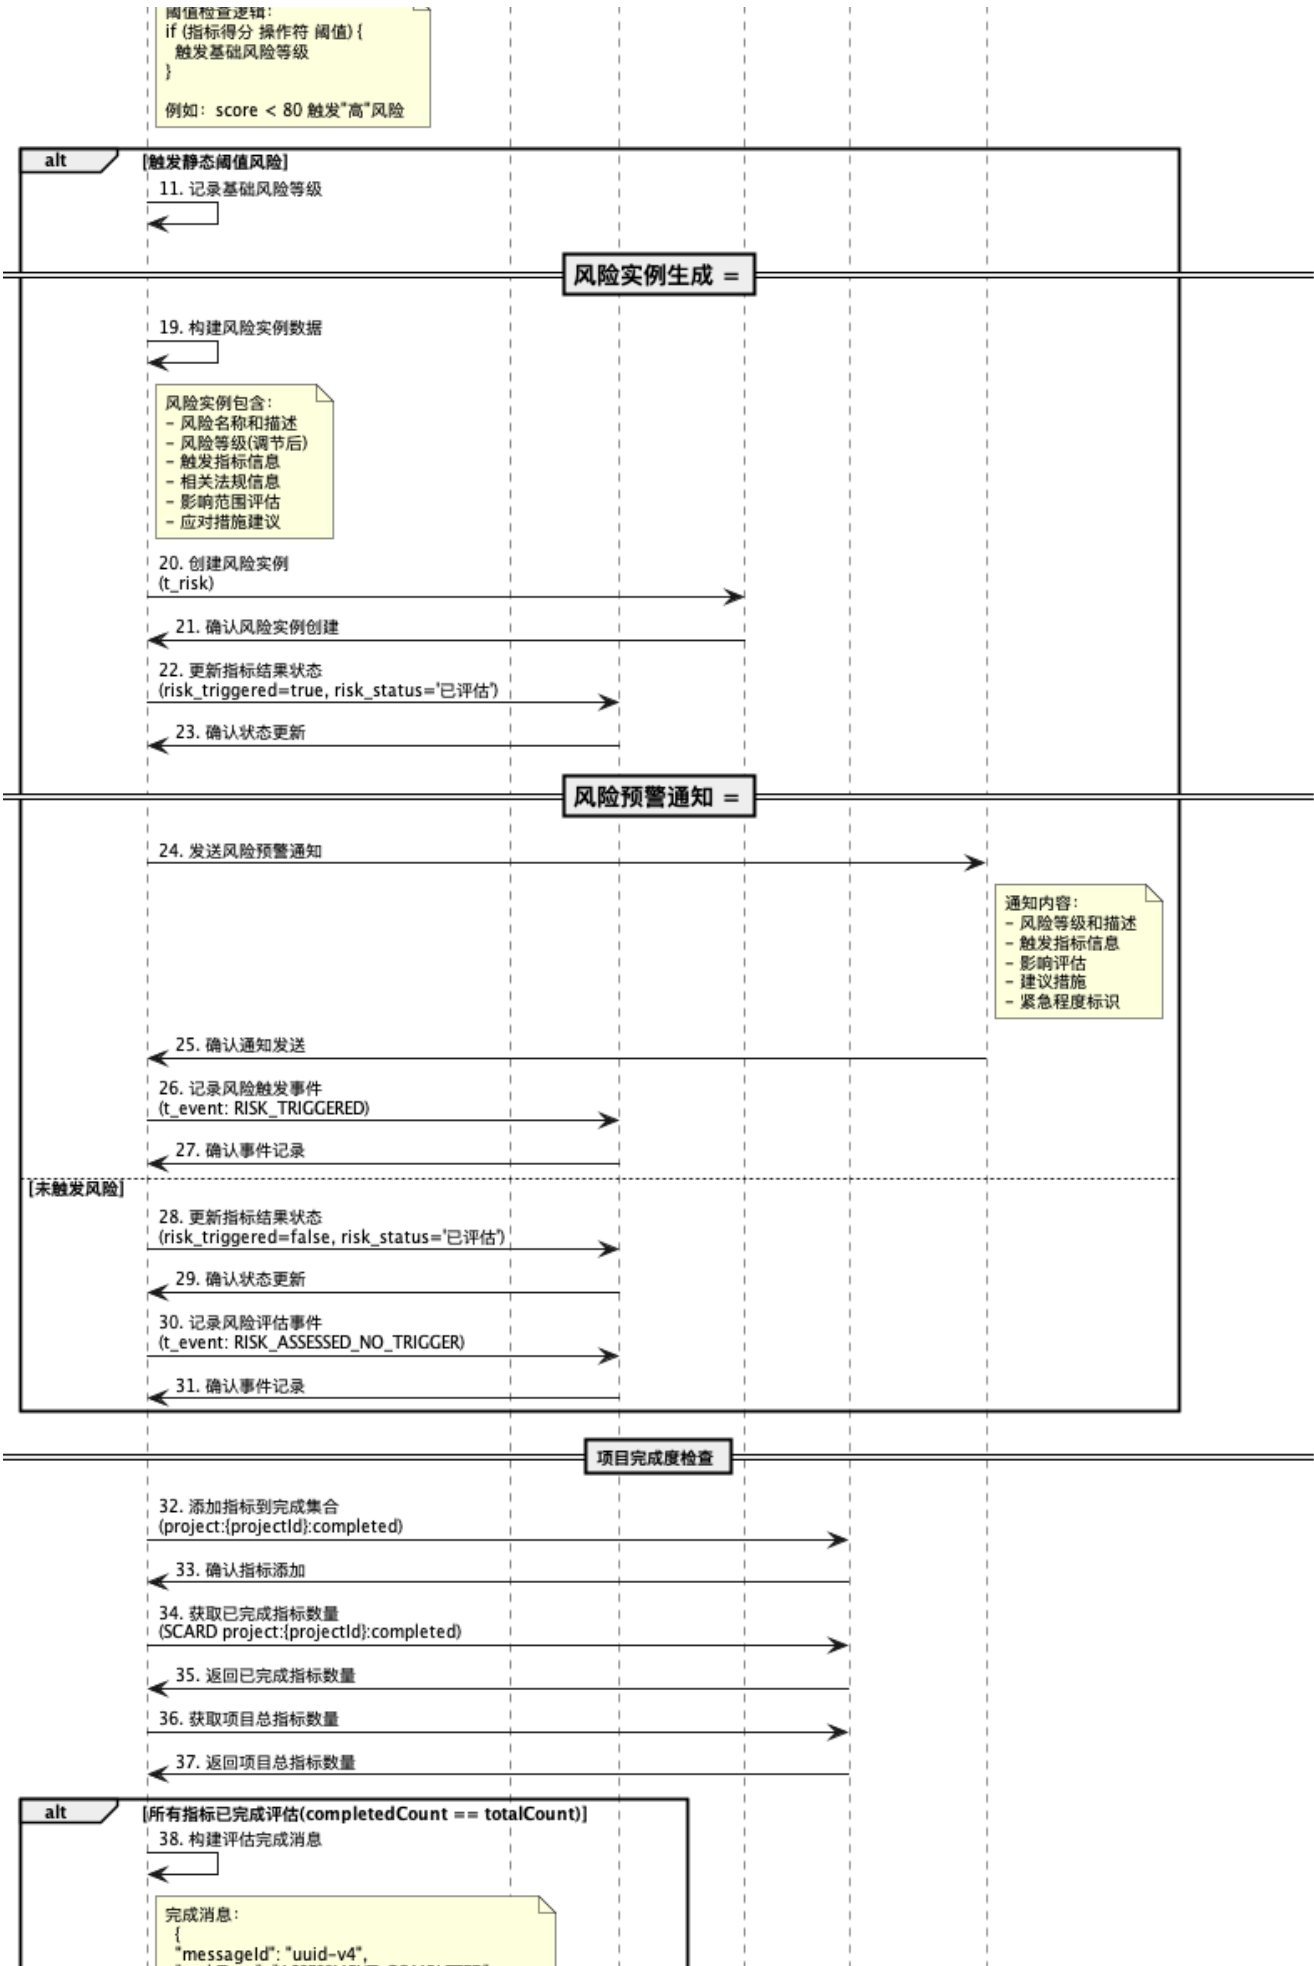 阈值检查逻辑：
if (指标得分 操作符 阈值) {
触发基础风险等级
}
例如：score < 80 触发"高"风险
alt
[触发静态阈值风险]
11. 记录基础风险等级
风险实例生成 =
19. 构建风险实例数据
风险实例包含：
- 风险名称和描述
- 风险等级(调节后)
- 触发指标信息
- 相关法规信息
- 影响范围评估
- 应对措施建议
20. 创建风险实例
(t_risk)
21. 确认风险实例创建
22. 更新指标结果状态
(risk_triggered=true, risk_status='已评估')
23. 确认状态更新
风险预警通知 =
24. 发送风险预警通知
通知内容：
- 风险等级和描述
- 触发指标信息
- 影响评估
- 建议措施
- 紧急程度标识
25. 确认通知发送
26. 记录风险触发事件
(t_event: RISK_TRIGGERED)
27. 确认事件记录
[未触发风险]
28. 更新指标结果状态
(risk_triggered=false, risk_status='已评估')
29. 确认状态更新
30. 记录风险评估事件
(t_event: RISK_ASSESSED_NO_TRIGGER)
31. 确认事件记录
项目完成度检查
32. 添加指标到完成集合
(project:{projectId}:completed)
33. 确认指标添加
34. 获取已完成指标数量
(SCARD project:{projectId}:completed)
35. 返回已完成指标数量
36. 获取项目总指标数量
37. 返回项目总指标数量
alt
[所有指标已完成评估(completedCount == totalCount)]
38. 构建评估完成消息
完成消息：
{
"messageId": "uuid-v4",